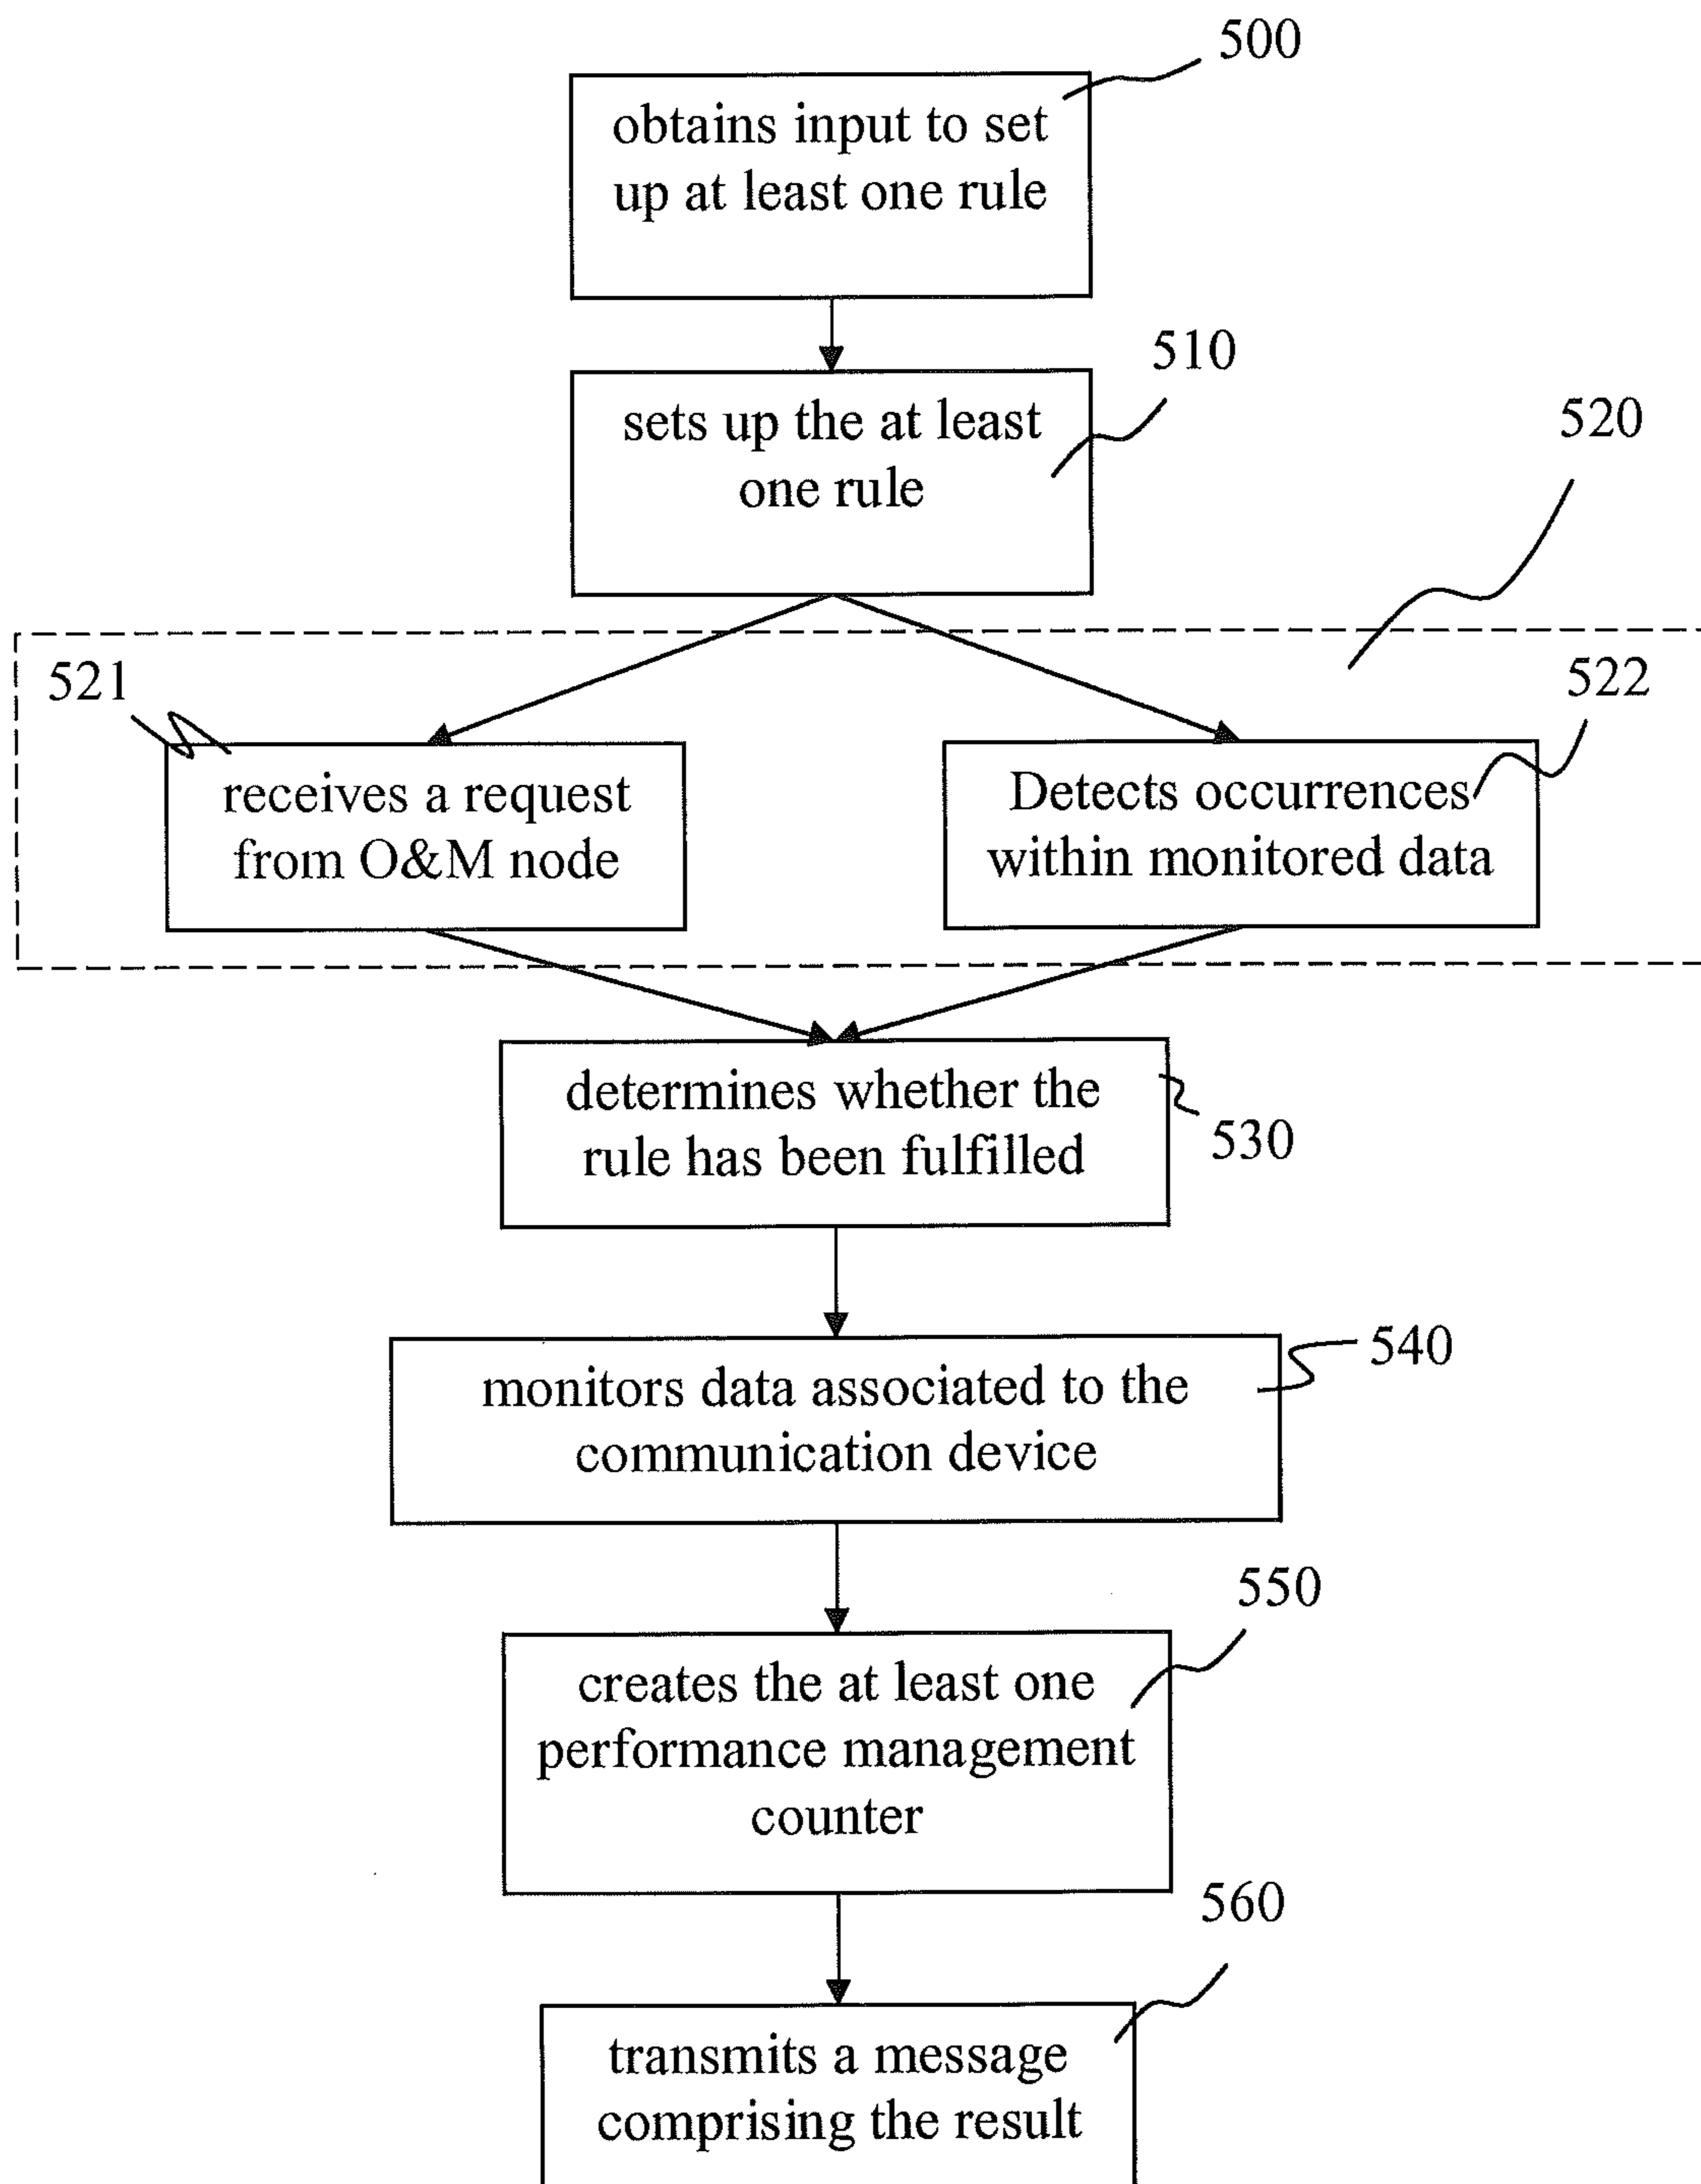 500
obtains input to set
up at least one rule
510
sets up the at least
one rule
520
521
522
receives a request
from O&M node
Detects occurrences
within monitored data
determines whether the
rule has been fulfilled
530
540
monitors data associated to the
communication device
550
creates the at least one
performance management
counter
560
transmits a message
comprising the result